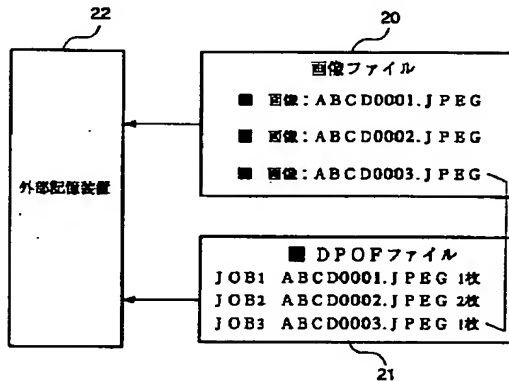 22
20
画像ファイル
■ 画像:ABCD0001.JPEG
■ 画像:ABCD0002.JPEG
■ 画像:ABCD0003.JPEG
外部記憶装置
■ DPOFファイル
JOB1 ABCD0001.JPEG 1枚
JOB2 ABCD0002.JPEG 2枚
JOB3 ABCD0003.JPEG 1枚
21